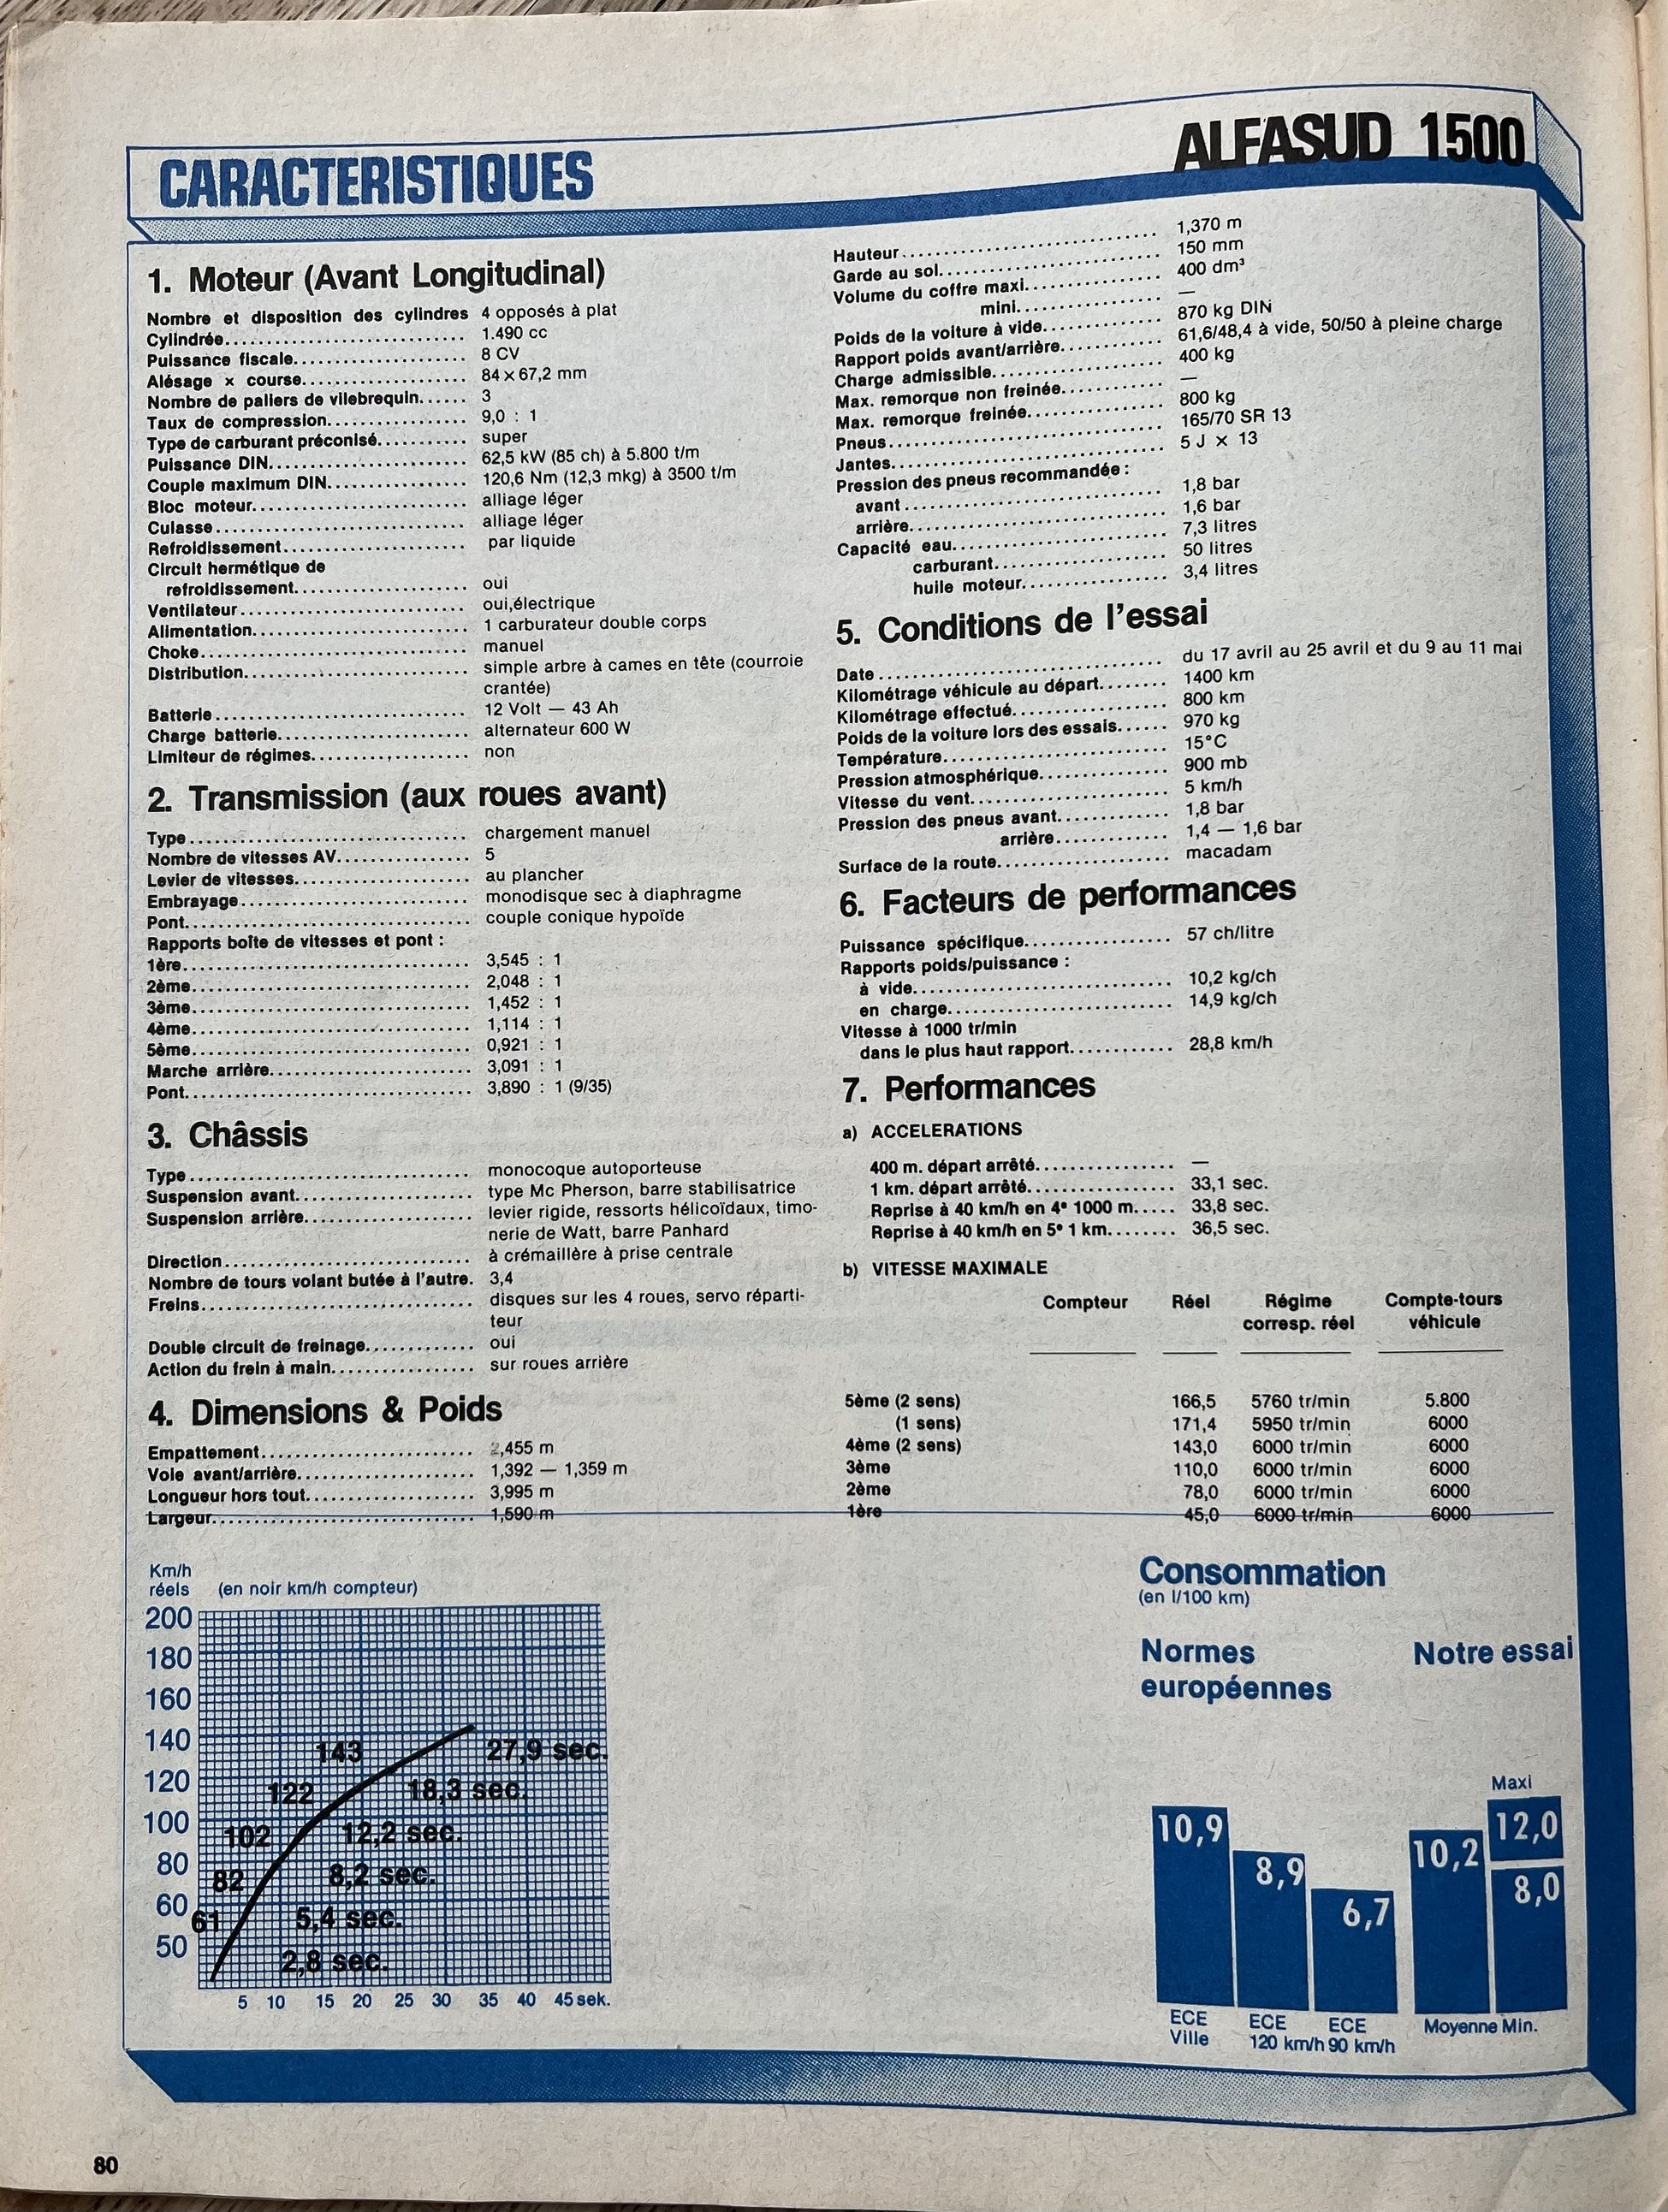 CARACTERISTIQUES
ALFASUD 1500
1. Moteur (Avant Longitudinal)
Nombre et disposition des cylindres 4 opposés à plat
Cylindrée........................... 1.490 cc
Puissance fiscale.................... 8 CV
Alésage × course................... 84×67,2 mm
Nombre de paliers de vilebrequin...... 3
Taux de compression................ 9,0 : 1
Type de carburant préconisé.......... super
Puissance DIN....................... 62,5 kW (85 ch) à 5.800 t/m
Couple maximum DIN................ 120,6 Nm (12,3 mkg) à 3500 t/m
Bloc moteur......................... alliage léger
Culasse............................. alliage léger
Refroidissement..................... par liquide
Circuit hermétique de
refroidissement.................... oui
Ventilateur.......................... oui,électrique
Alimentation......................... 1 carburateur double corps
Choke............................... manuel
Distribution.......................... simple arbre à cames en tête (courroie
crantée)
Batterie............................. 12 Volt — 43 Ah
Charge batterie...................... alternateur 600 W
Limiteur de régimes.................. non
2. Transmission (aux roues avant)
Type................................ chargement manuel
Nombre de vitesses AV............... 5
Levier de vitesses.................... au plancher
Embrayage.......................... monodisque sec à diaphragme
Pont................................ couple conique hypoïde
Rapports boîte de vitesses et pont :
1ère................................ 3,545 : 1
2ème............................... 2,048 : 1
3ème............................... 1,452 : 1
4ème............................... 1,114 : 1
5ème............................... 0,921 : 1
Marche arrière....................... 3,091 : 1
Pont................................ 3,890 : 1 (9/35)
3. Châssis
Type................................ monocoque autoporteuse
Suspension avant.................... type Mc Pherson, barre stabilisatrice
Suspension arrière................... levier rigide, ressorts hélicoïdaux, timo-
nerie de Watt, barre Panhard
Direction............................ à crémaillère à prise centrale
Nombre de tours volant butée à l'autre. 3,4
Freins............................... disques sur les 4 roues, servo réparti-
teur
Double circuit de freinage............. oui
Action du frein à main................ sur roues arrière
4. Dimensions & Poids
Empattement........................ 2,455 m
Voie avant/arrière.................... 1,392 — 1,359 m
Longueur hors tout................... 3,995 m
Largeur.............................. 1,590 m
Hauteur............................. 1,370 m
Garde au sol......................... 150 mm
Volume du coffre maxi................ 400 dm³
mini................. —
Poids de la voiture à vide............. 870 kg DIN
Rapport poids avant/arrière........... 61,6/48,4 à vide, 50/50 à pleine charge
Charge admissible................... 400 kg
Max. remorque non freinée............ —
Max. remorque freinée................ 800 kg
Pneus............................... 165/70 SR 13
Jantes............................... 5 J × 13
Pression des pneus recommandée :
avant............................. 1,8 bar
arrière............................ 1,6 bar
Capacité eau........................ 7,3 litres
carburant.................... 50 litres
huile moteur................. 3,4 litres
5. Conditions de l'essai
Date................................ du 17 avril au 25 avril et du 9 au 11 mai
Kilométrage véhicule au départ........ 1400 km
Kilométrage effectué.................. 800 km
Poids de la voiture lors des essais...... 970 kg
Température......................... 15°C
Pression atmosphérique............... 900 mb
Vitesse du vent....................... 5 km/h
Pression des pneus avant............. 1,8 bar
arrière............. 1,4 — 1,6 bar
Surface de la route................... macadam
6. Facteurs de performances
Puissance spécifique................. 57 ch/litre
Rapports poids/puissance :
à vide............................. 10,2 kg/ch
en charge......................... 14,9 kg/ch
Vitesse à 1000 tr/min
dans le plus haut rapport............ 28,8 km/h
7. Performances
a) ACCELERATIONS
400 m. départ arrêté................ —
1 km. départ arrêté................. 33,1 sec.
Reprise à 40 km/h en 4e 1000 m..... 33,8 sec.
Reprise à 40 km/h en 5e 1 km........ 36,5 sec.
b) VITESSE MAXIMALE
Compteur Réel Régime Compte-tours
corresp. réel véhicule
5ème (2 sens) 166,5 5760 tr/min 5.800
(1 sens) 171,4 5950 tr/min 6000
4ème (2 sens) 143,0 6000 tr/min 6000
3ème 110,0 6000 tr/min 6000
2ème 78,0 6000 tr/min 6000
1ère 45,0 6000 tr/min 6000
Km/h
réels (en noir km/h compteur)
200
180
160
140 143 27,9 sec.
120 122 18,3 sec.
100 102 12,2 sec.
80 82 8,2 sec.
60 61 5,4 sec.
50 2,8 sec.
5 10 15 20 25 30 35 40 45 sek.
Consommation
(en l/100 km)
Normes
européennes
Notre essai
Maxi
10,9 8,9 6,7 10,2 12,0
8,0
ECE ECE ECE
Ville 120 km/h 90 km/h
Moyenne Min.
80